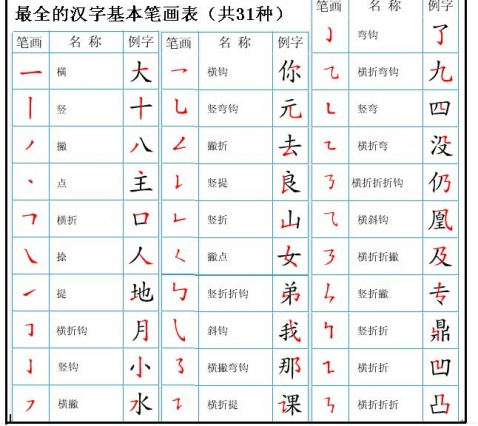 最全的汉字基本笔画表（共31种）
笔画 名 称 例字
一 横 大
丨 竖 十
丿 撇 八
丶 点 主
㇕ 横折 口
㇏ 捺 人
㇀ 提 地
㇆ 横折钩 月
亅 竖钩 小
㇇ 横撇 水
笔画 名 称 例字
㇖ 横钩 你
㇟ 竖弯钩 元
㇜ 撇折 去
㇙ 竖提 良
㇗ 竖折 山
㇛ 撇点 女
㇉ 竖折折钩 弟
㇂ 斜钩 我
㇌ 横撇弯钩 那
㇊ 横折提 课
笔画 名 称 例字
㇁ 弯钩 了
㇈ 横折弯钩 九
㇄ 竖弯 四
㇍ 横折弯 没
㇡ 横折折折钩 仍
⺄ 横斜钩 凰
㇋ 横折折撇 及
ㄣ 竖折撇 专
㇞ 竖折折 鼎
㇅ 横折折 凹
㇎ 横折折折 凸